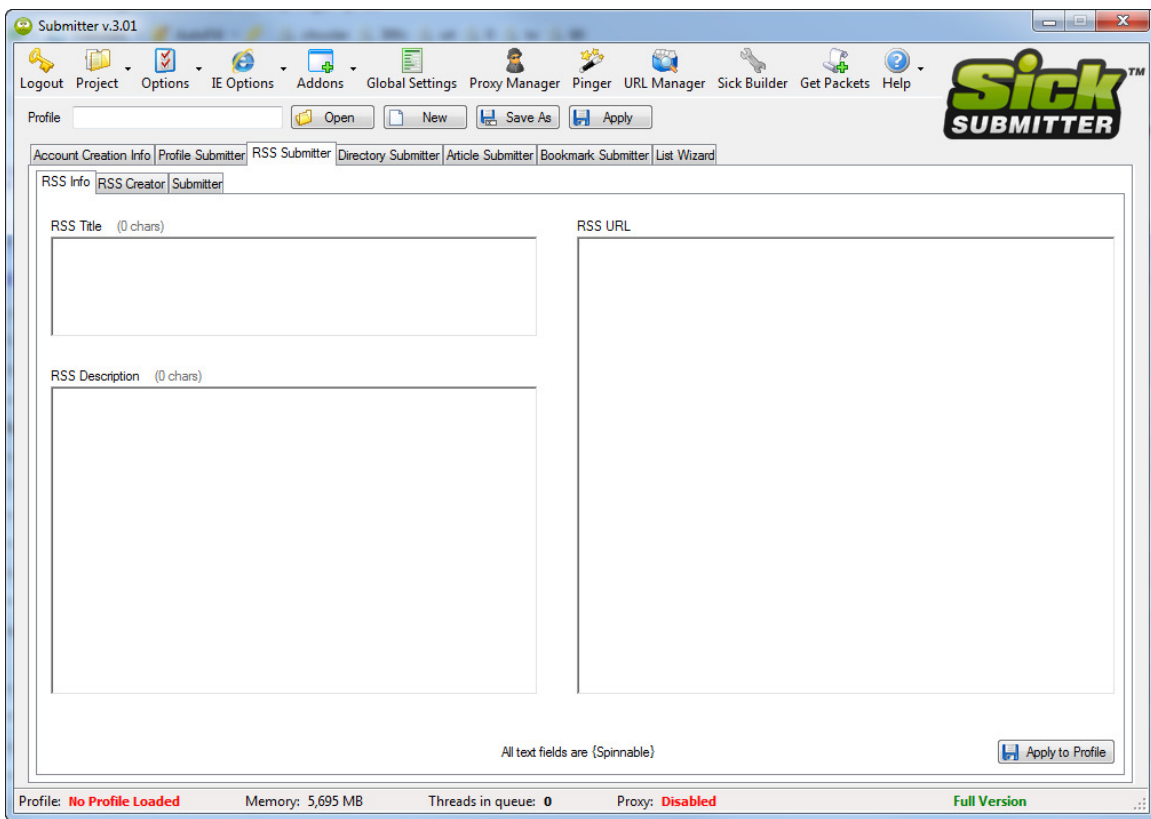 Submitter v.3.01
Logout Project Options IE Options Addons Global Settings Proxy Manager Pinger URL Manager Sick Builder Get Packets Help
Sick™
SUBMITTER
Profile Open New Save As Apply
Account Creation Info Profile Submitter RSS Submitter Directory Submitter Article Submitter Bookmark Submitter List Wizard
RSS Info RSS Creator Submitter
RSS Title (0 chars) RSS URL
RSS Description (0 chars)
All text fields are {Spinnable} Apply to Profile
Profile: No Profile Loaded Memory: 5,695 MB Threads in queue: 0 Proxy: Disabled Full Version